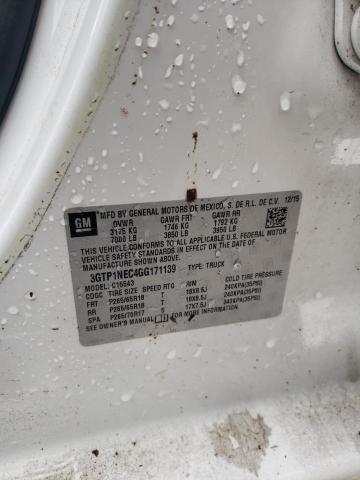 GM
MFD BY GENERAL MOTORS DE MEXICO, S DE R.L. DE C.V. 12/15
GVWR GAWR FRT GAWR RR
3175 KG 1746 KG 1792 KG
7000 LB 3850 LB 3950 LB
THIS VEHICLE CONFORMS TO ALL APPLICABLE U.S. FEDERAL MOTOR
VEHICLE SAFETY STANDARDS IN EFFECT ON THE DATE OF
MANUFACTURE SHOWN ABOVE.
3GTP1NEC4GG171139 TYPE: TRUCK
MODEL: C15543
CDGC TIRE SIZE SPEED RTG RIM COLD TIRE PRESSURE
FRT P265/65R18 T 18X8.5J 240KPA(35PSI)
RR P265/65R18 T 18X8.5J 240KPA(35PSI)
SPA P265/70R17 S 17X7.5J 240KPA(35PSI)
SEE OWNER'S MANUAL FOR MORE INFORMATION.